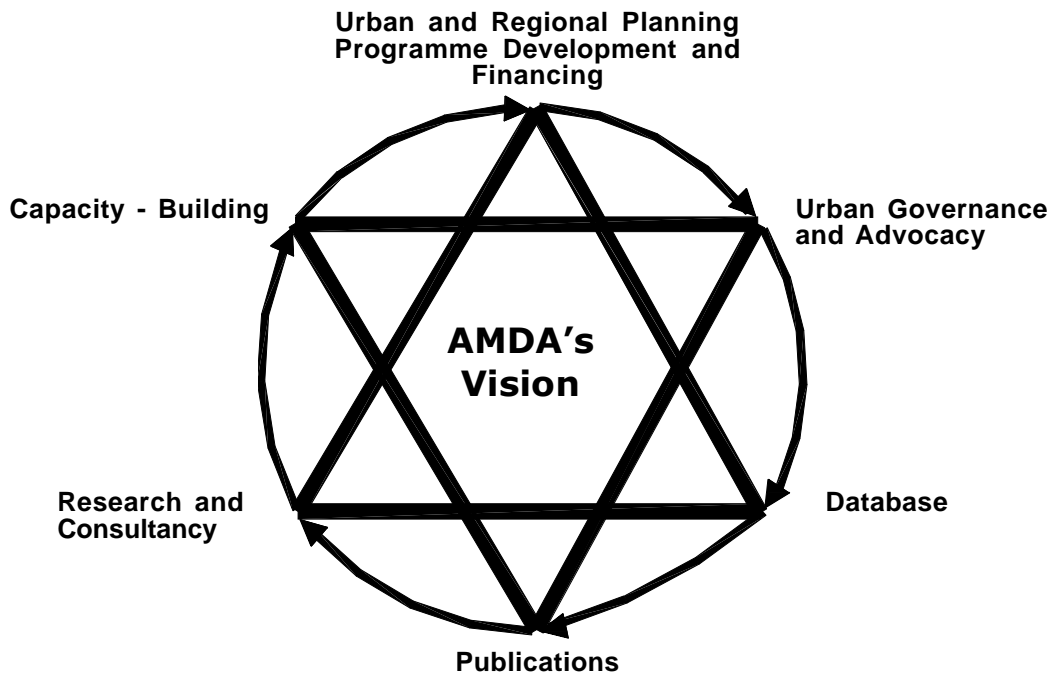 Urban and Regional Planning
Programme Development and
Financing
Capacity - Building
Urban Governance
and Advocacy
AMDA's
Vision
Research and
Consultancy
Database
Publications